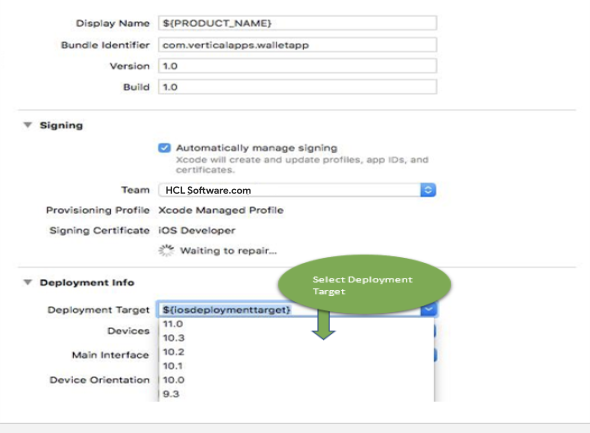 Display Name ${PRODUCT_NAME}
Bundle Identifier com.verticalapps.walletapp
Version 1.0
Build 1.0
Signing
Automatically manage signing
Xcode will create and update profiles, app IDs, and
certificates.
Team HCL Software.com
Provisioning Profile Xcode Managed Profile
Signing Certificate iOS Developer
Waiting to repair...
Deployment Info
Select Deployment
Target
Deployment Target ${iosdeploymenttarget}
11.0
Devices
10.3
10.2
Main Interface
10.1
Device Orientation 10.0
9.3